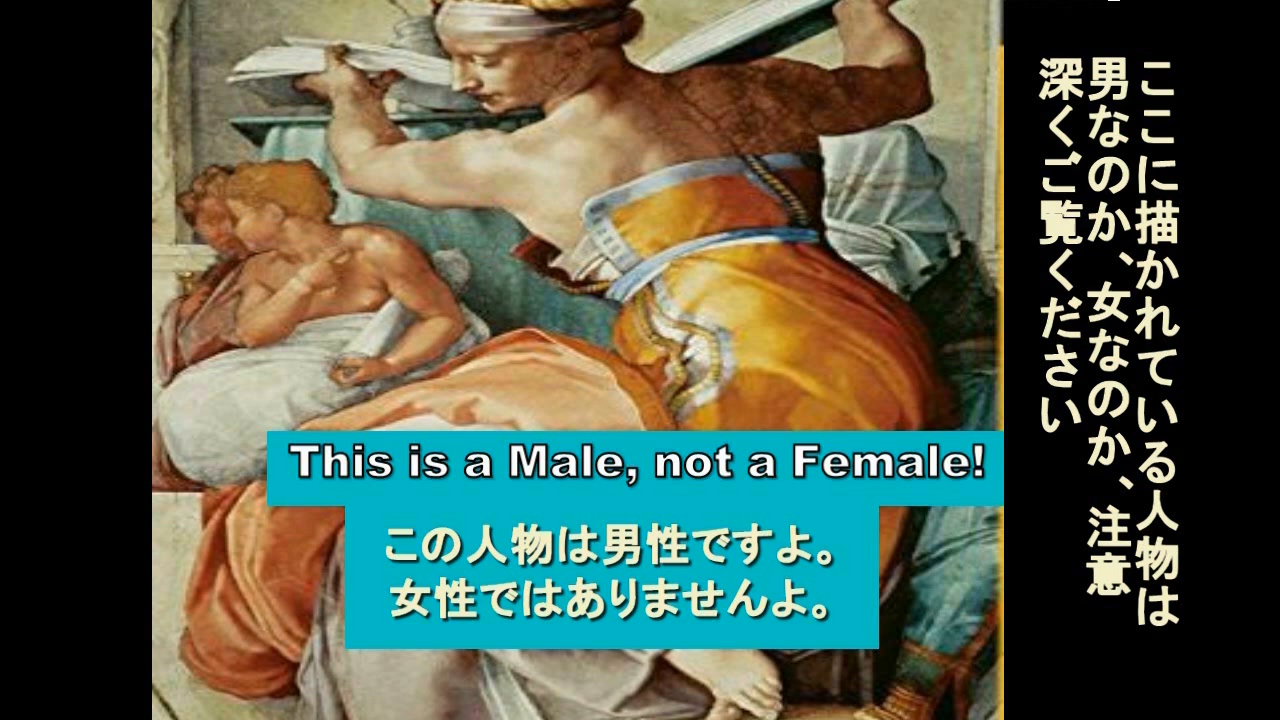 This is a Male, not a Female!
この人物は男性ですよ。
女性ではありませんよ。
ここに描かれている人物は
男なのか、女なのか、注意
深くご覧ください